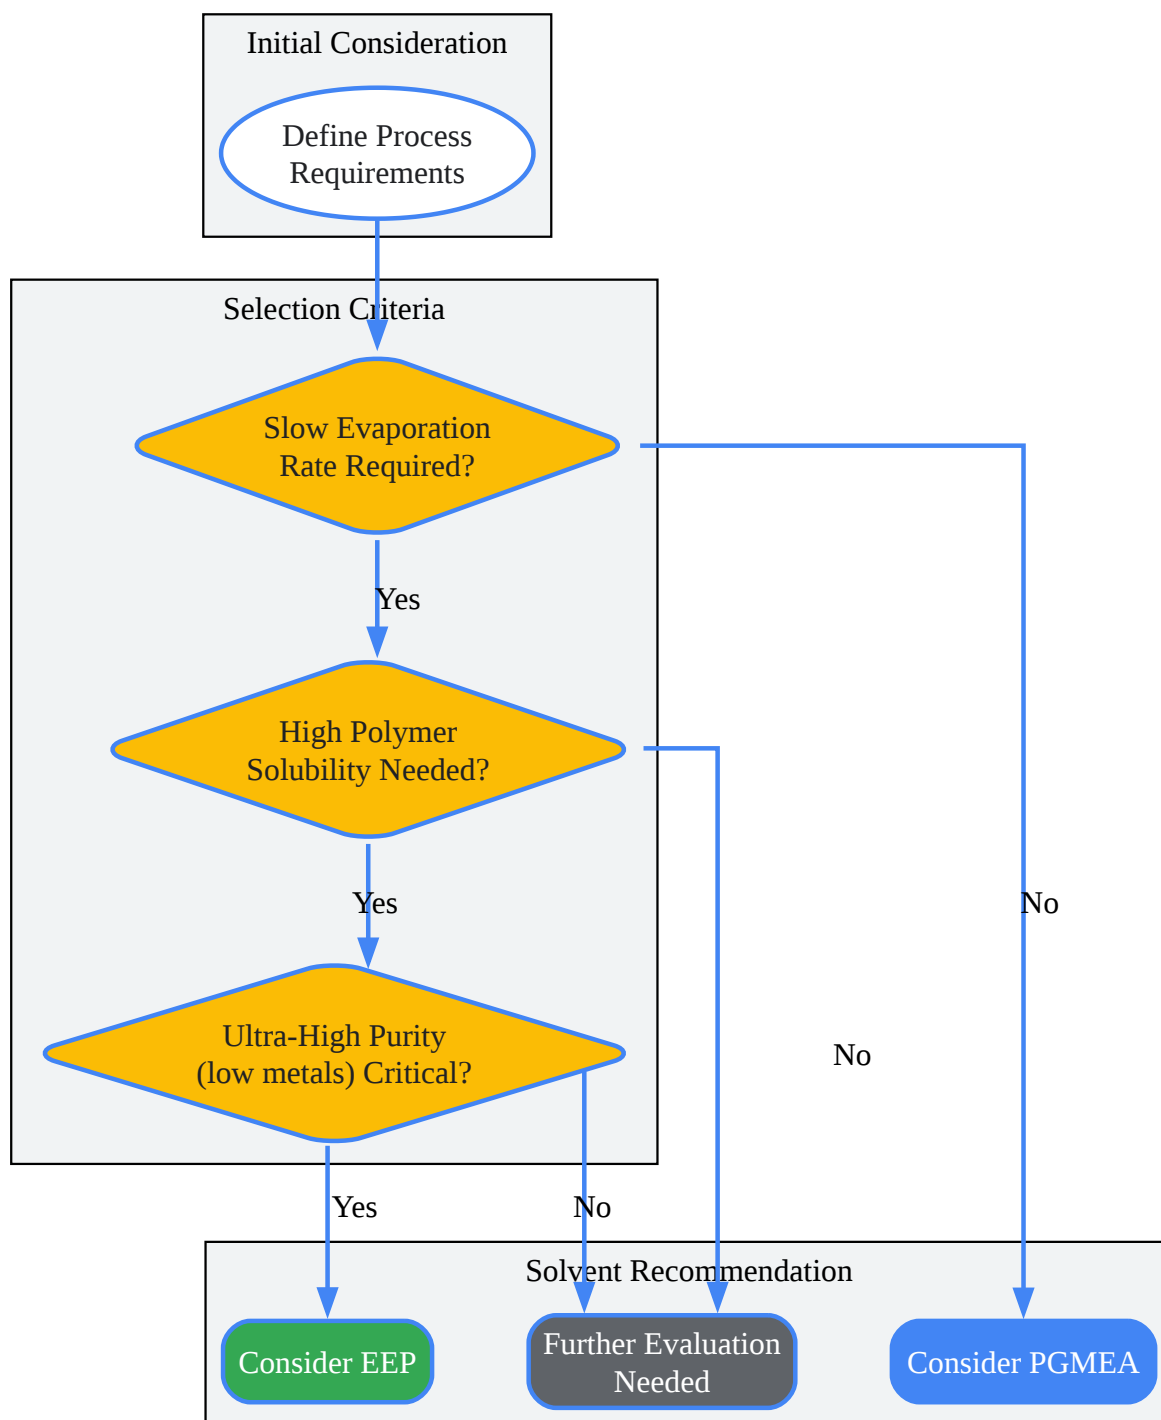 Initial Consideration
Define Process
Requirements
Selection Criteria
Slow Evaporation
Rate Required?
Yes
High Polymer
Solubility Needed?
Yes
No
Ultra-High Purity
(low metals) Critical?
No
Yes
No
Solvent Recommendation
Consider EEP
Further Evaluation
Needed
Consider PGMEA